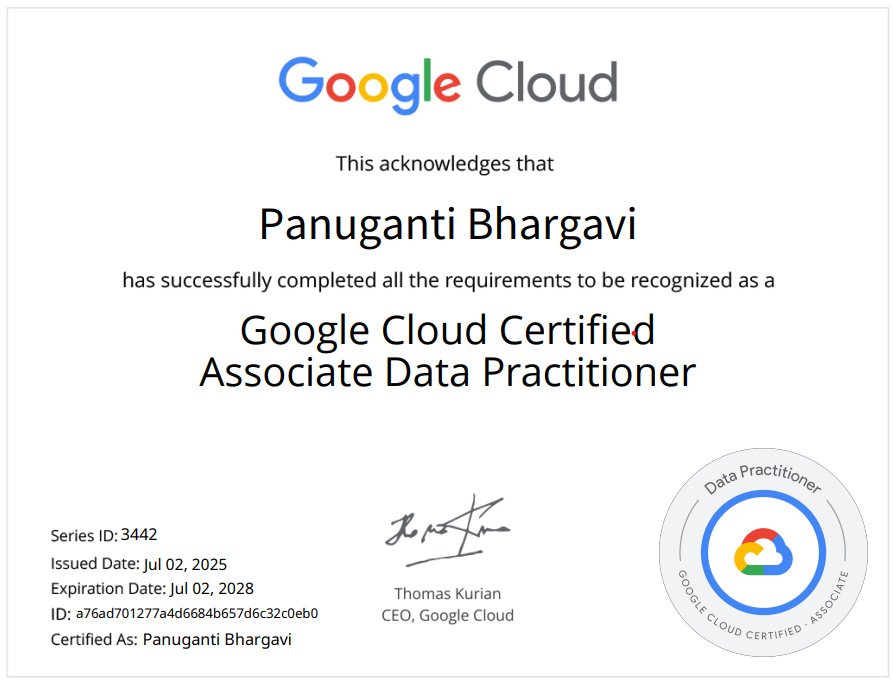 Google Cloud
This acknowledges that
Panuganti Bhargavi
has successfully completed all the requirements to be recognized as a
Google Cloud Certified
Associate Data Practitioner
Series ID: 3442
Issued Date: Jul 02, 2025
Expiration Date: Jul 02, 2028
ID: a76ad701277a4d6684b657d6c32c0eb0
Certified As: Panuganti Bhargavi
Thomas Kurian
CEO, Google Cloud
Data Practitioner
GOOGLE CLOUD CERTIFIED · ASSOCIATE